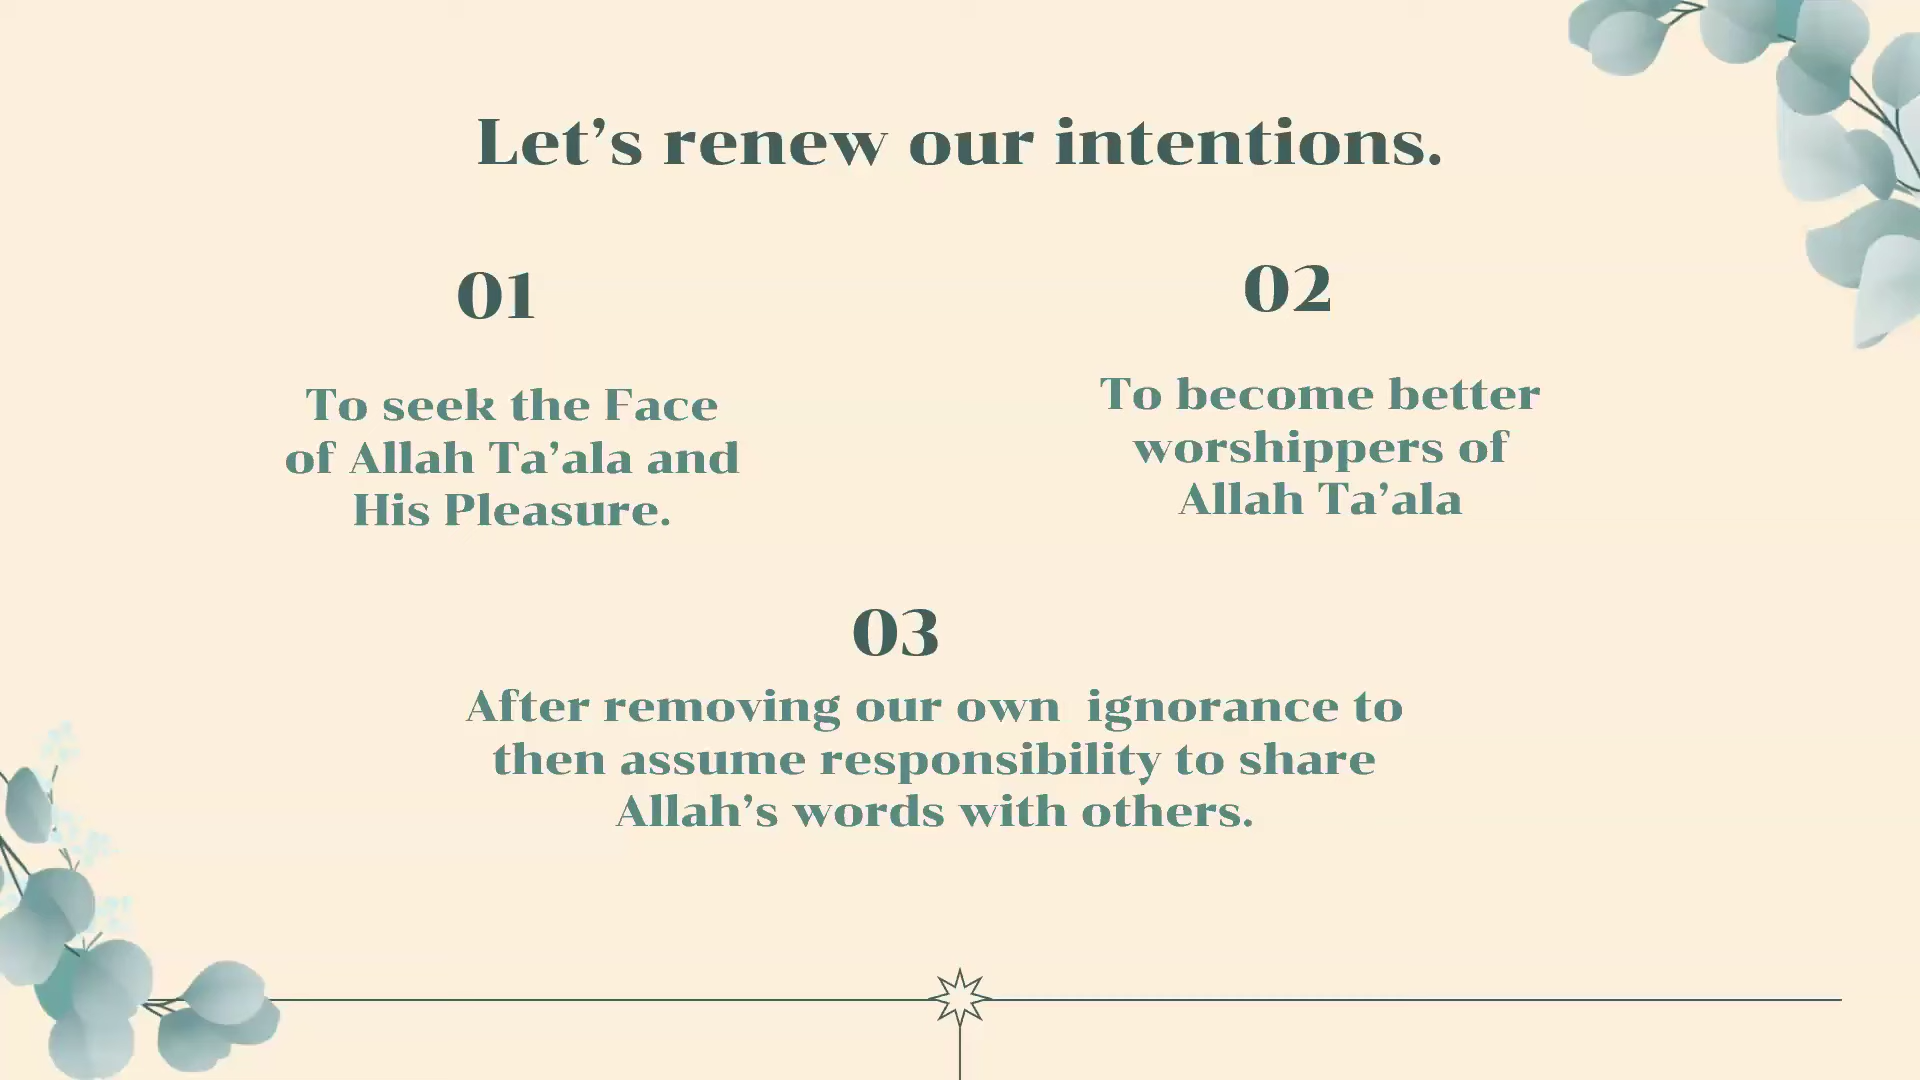 Let’s renew our intentions.
01
To seek the Face
of Allah Ta’ala and
His Pleasure.
02
To become better
worshippers of
Allah Ta’ala
03
After removing our own  ignorance to
then assume responsibility to share
Allah’s words with others.